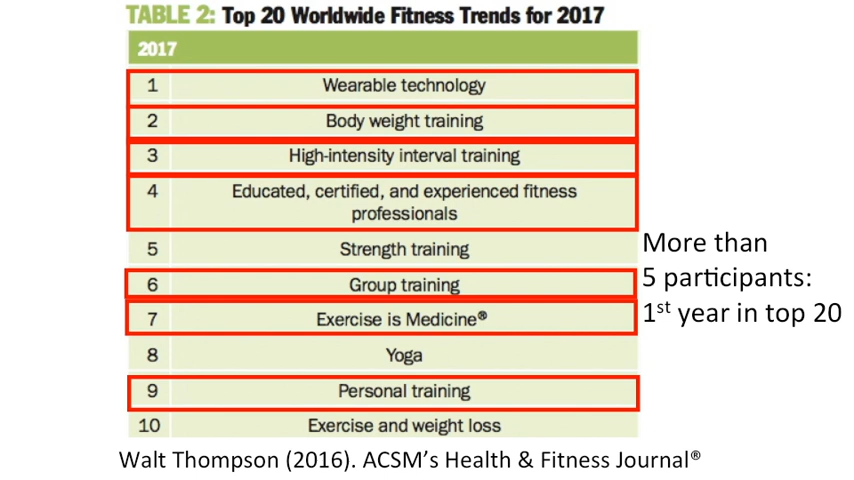 TABLE 2: Top 20 Worldwide Fitness Trends for 2017
2017
1 Wearable technology
2 Body weight training
3 High-intensity interval training
4 Educated, certified, and experienced fitness
professionals
5 Strength training
6 Group training
7 Exercise is Medicine®
8 Yoga
9 Personal training
10 Exercise and weight loss
More than
5 participants:
1st year in top 20
Walt Thompson (2016). ACSM’s Health & Fitness Journal®